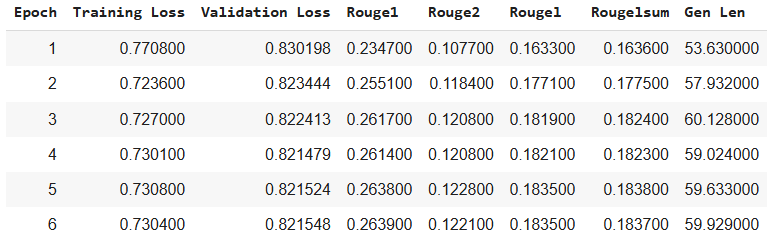 Epoch Training Loss Validation Loss Rouge1 Rouge2 Rougel Rougelsum Gen Len
1 0.770800 0.830198 0.234700 0.107700 0.163300 0.163600 53.630000
2 0.723600 0.823444 0.255100 0.118400 0.177100 0.177500 57.932000
3 0.727000 0.822413 0.261700 0.120800 0.181900 0.182400 60.128000
4 0.730100 0.821479 0.261400 0.120800 0.182100 0.182300 59.024000
5 0.730800 0.821524 0.263800 0.122800 0.183500 0.183800 59.633000
6 0.730400 0.821548 0.263900 0.122100 0.183500 0.183700 59.929000